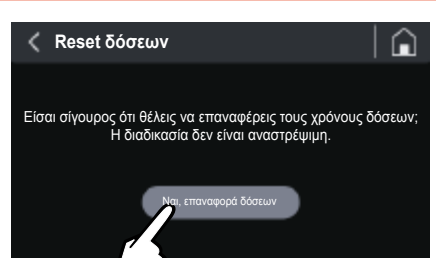 Reset δόσεων
Είσαι σίγουρος ότι θέλεις να επαναφέρεις τους χρόνους δόσεων;
Η διαδικασία δεν είναι αναστρέψιμη.
Ναι, επαναφορά δόσεων